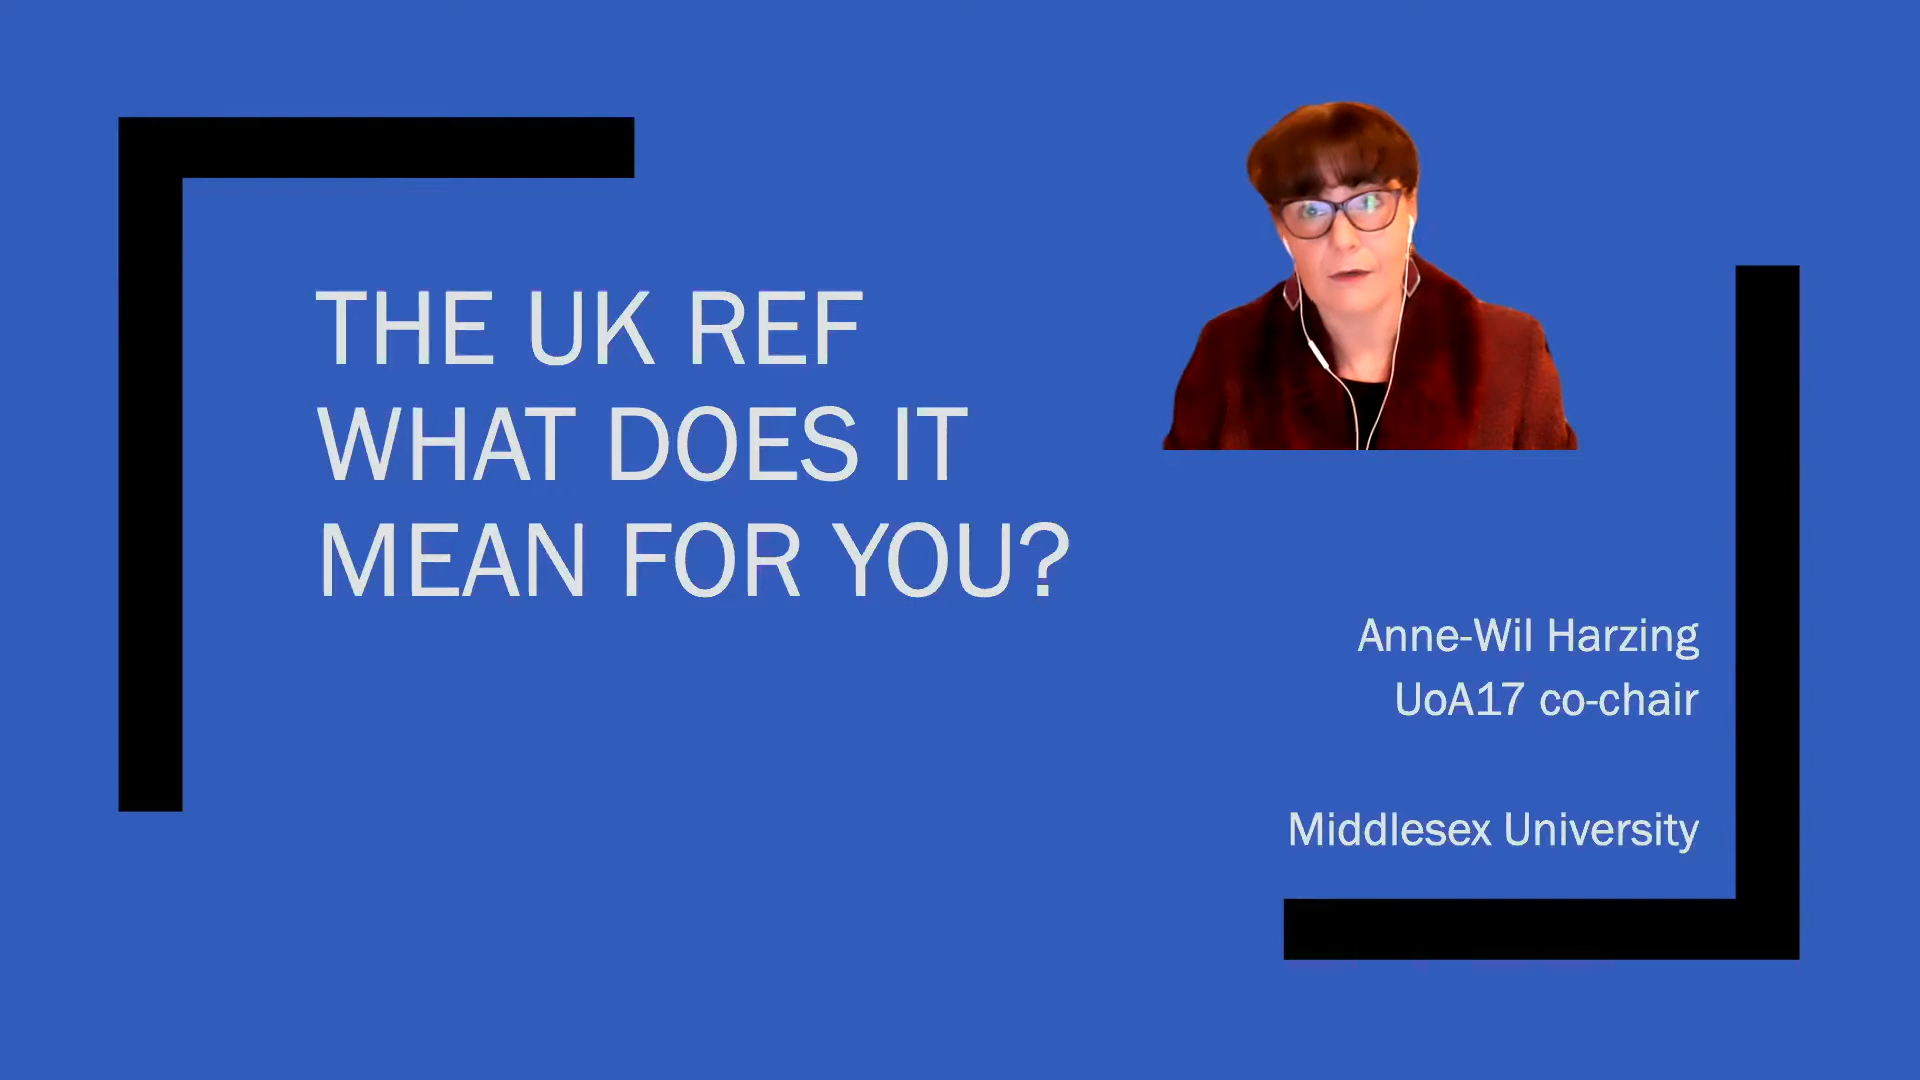 THE UK REF
WHAT DOES IT
MEAN FOR YOU?
Anne-Wil Harzing
UoA17 co-chair
Middlesex University